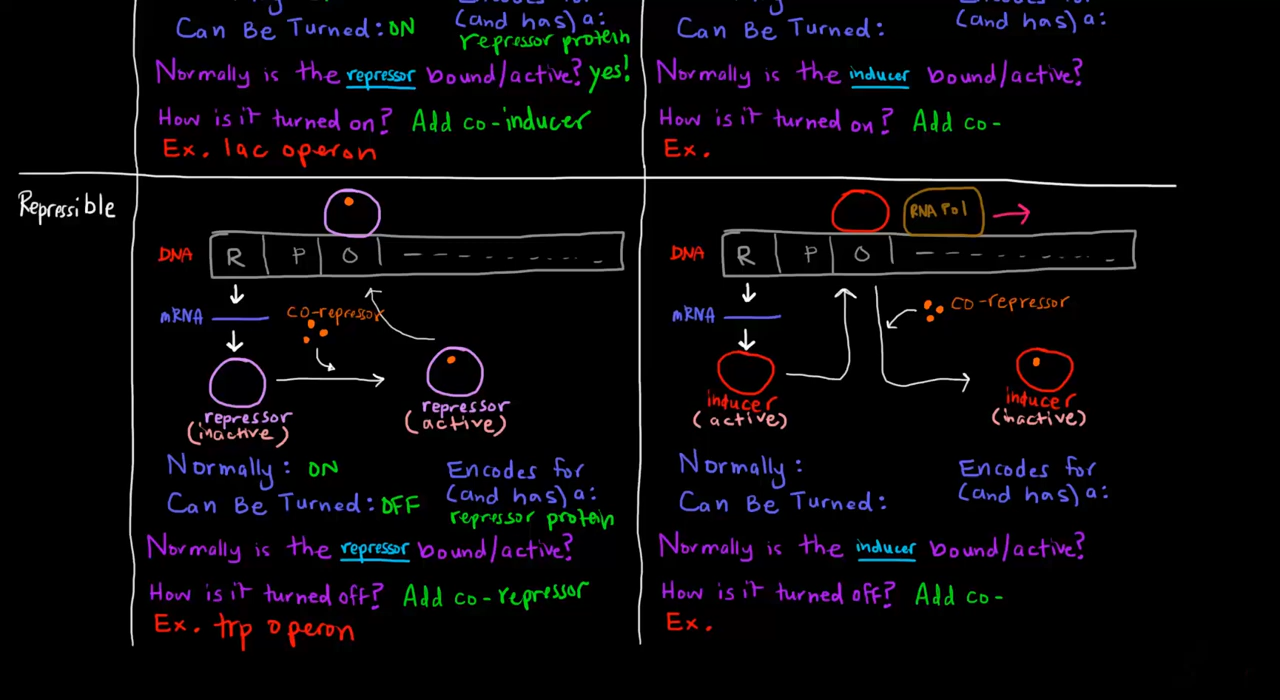 Can Be Turned: ON
(and has) a:
repressor protein
Normally is the repressor bound/active? yes!
How is it turned on? Add co-inducer
Ex. lac operon
Can Be Turned:
(and has) a:
Normally is the inducer bound/active?
How is it turned on? Add co-
Ex.
Repressible
DNA R P O
mRNA
co-repressor
repressor
(inactive)
repressor
(active)
Normally: ON
Can Be Turned: OFF
Encodes for
(and has) a:
repressor protein
Normally is the repressor bound/active?
How is it turned off? Add co-repressor
Ex. trp operon
RNA Pol
DNA R P O
mRNA
co-repressor
inducer
(active)
inducer
(inactive)
Normally:
Can Be Turned:
Encodes for
(and has) a:
Normally is the inducer bound/active?
How is it turned off? Add co-
Ex.